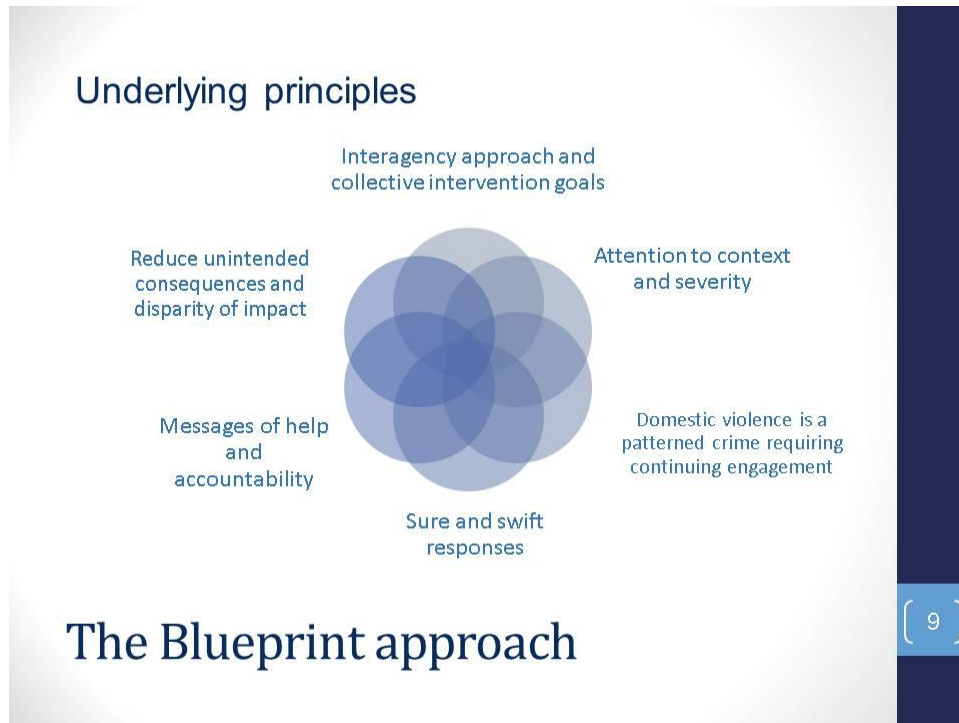 Underlying principles
Interagency approach and
collective intervention goals
Attention to context
and severity
Domestic violence is a
patterned crime requiring
continuing engagement
Sure and swift
responses
Messages of help
and
accountability
Reduce unintended
consequences and
disparity of impact
The Blueprint approach
9